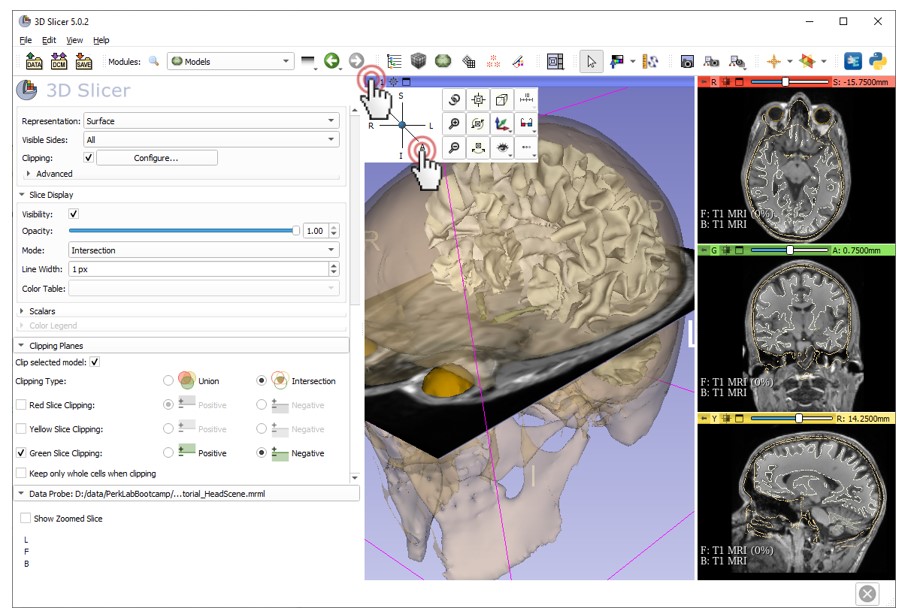 3D Slicer 5.0.2
File Edit View Help
DATA DCM SAVE Modules: Models
3D Slicer
Representation: Surface
Visible Sides: All
Clipping: Configure...
Advanced
Slice Display
Visibility:
Opacity: 1.00
Mode: Intersection
Line Width: 1 px
Color Table:
Scalars
Color Legend
Clipping Planes
Clip selected model:
Clipping Type: Union Intersection
Red Slice Clipping: Positive Negative
Yellow Slice Clipping: Positive Negative
Green Slice Clipping: Positive Negative
Keep only whole cells when clipping
Data Probe: D:/data/PerkLabBootcamp/...torial_HeadScene.mrml
Show Zoomed Slice
L
F
B
1
S
R L
A
I
R P
L
I
R S: -15.7500mm
F: T1 MRI (0%)
B: T1 MRI
G A: 0.7500mm
F: T1 MRI (0%)
B: T1 MRI
Y R: 14.2500mm
F: T1 MRI (0%)
B: T1 MRI